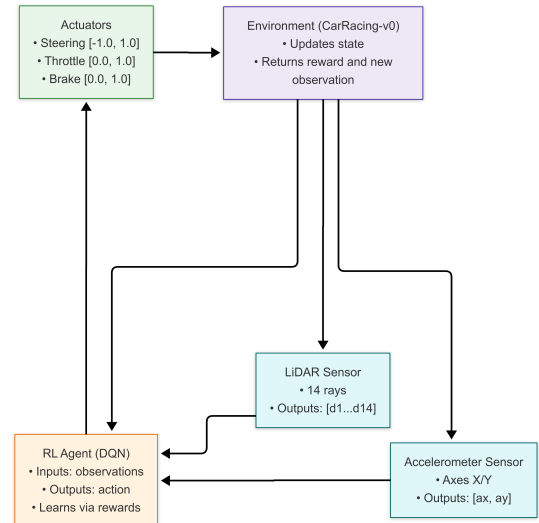 Actuators
• Steering [-1.0, 1.0]
• Throttle [0.0, 1.0]
• Brake [0.0, 1.0]
Environment (CarRacing-v0)
• Updates state
• Returns reward and new
observation
LiDAR Sensor
• 14 rays
• Outputs: [d1...d14]
RL Agent (DQN)
• Inputs: observations
• Outputs: action
• Learns via rewards
Accelerometer Sensor
• Axes X/Y
• Outputs: [ax, ay]